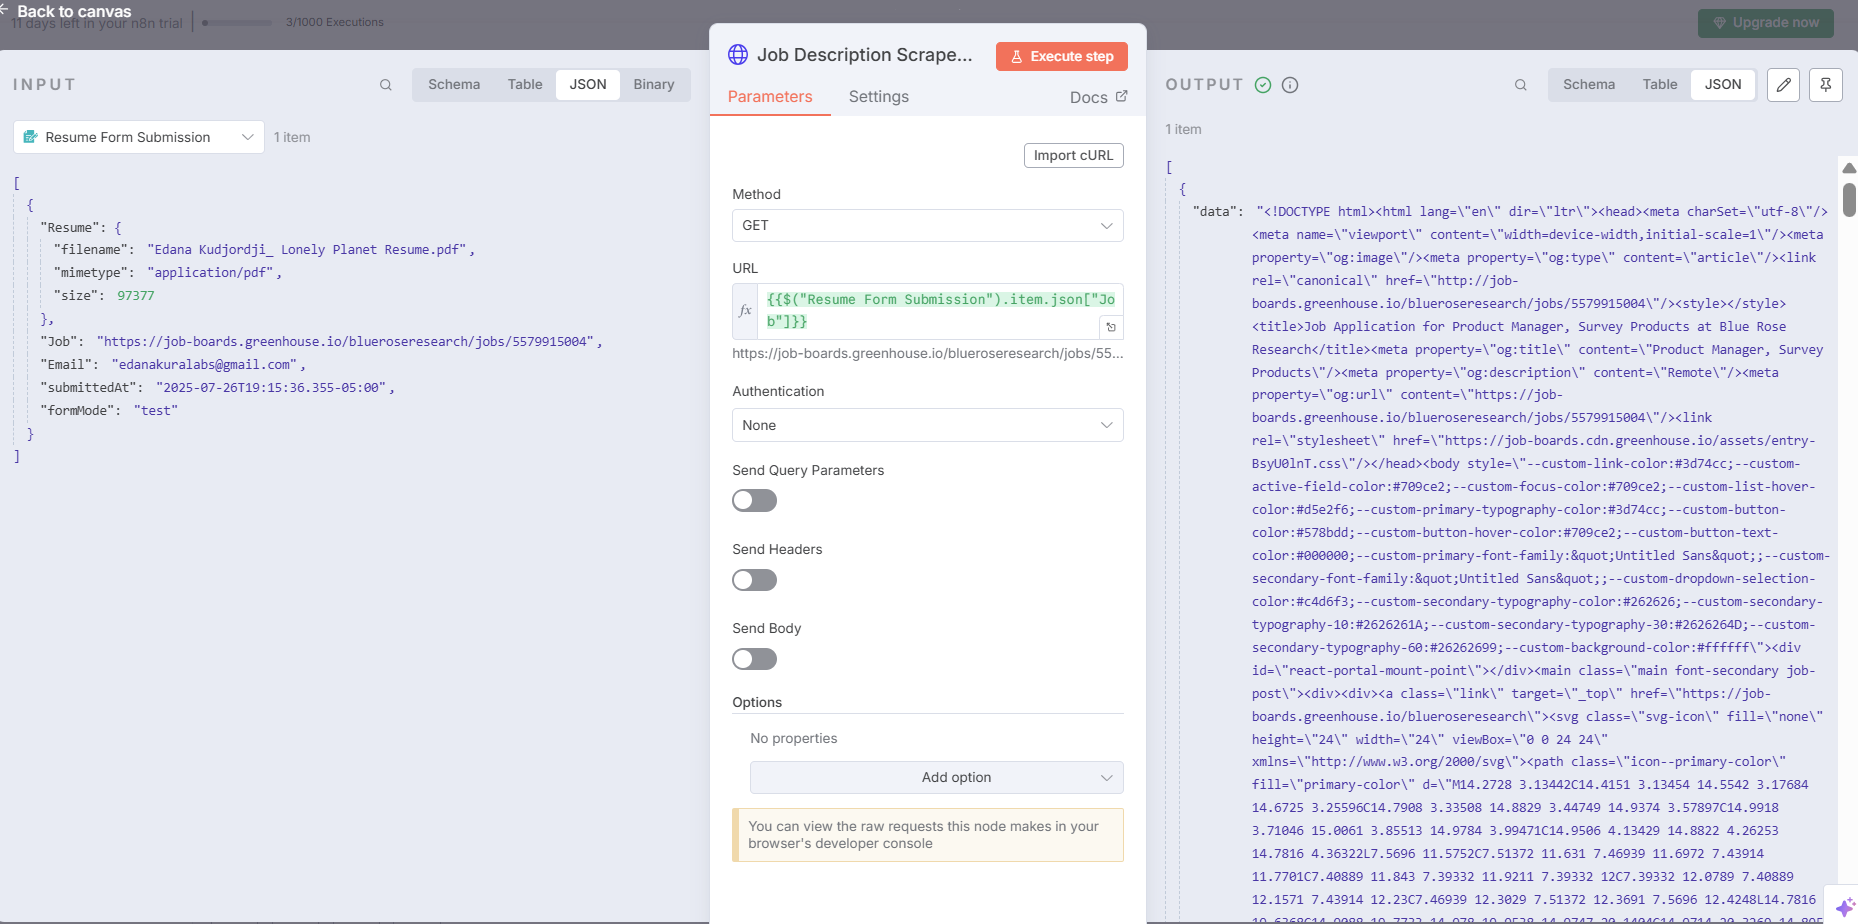 ← Back to canvas
11 days left in your n8n trial
3/1000 Executions
Upgrade now
INPUT
Schema Table JSON Binary
Resume Form Submission 1 item
[
{
"Resume": {
"filename": "Edana Kudjordji_ Lonely Planet Resume.pdf",
"mimetype": "application/pdf",
"size": 97377
},
"Job": "https://job-boards.greenhouse.io/blueroseresearch/jobs/5579915004",
"Email": "edanakuralabs@gmail.com",
"submittedAt": "2025-07-26T19:15:36.355-05:00",
"formMode": "test"
}
]
Job Description Scrape...
Execute step
Parameters Settings Docs
Import cURL
Method
GET
URL
fx
{{$("Resume Form Submission").item.json["Jo
b"]}}
https://job-boards.greenhouse.io/blueroseresearch/jobs/55...
Authentication
None
Send Query Parameters
Send Headers
Send Body
Options
No properties
Add option
You can view the raw requests this node makes in your
browser's developer console
OUTPUT
Schema Table JSON
1 item
[
{
"data": "<!DOCTYPE html><html lang=\"en\" dir=\"ltr\"><head><meta charSet=\"utf-8\"/>
<meta name=\"viewport\" content=\"width=device-width,initial-scale=1\"/><meta
property=\"og:image\"/><meta property=\"og:type\" content=\"article\"/><link
rel=\"canonical\" href=\"http://job-
boards.greenhouse.io/blueroseresearch/jobs/5579915004\"/><style></style>
<title>Job Application for Product Manager, Survey Products at Blue Rose
Research</title><meta property=\"og:title\" content=\"Product Manager, Survey
Products\"/><meta property=\"og:description\" content=\"Remote\"/><meta
property=\"og:url\" content=\"https://job-
boards.greenhouse.io/blueroseresearch/jobs/5579915004\"/><link
rel=\"stylesheet\" href=\"https://job-boards.cdn.greenhouse.io/assets/entry-
BsyU0lnT.css\"/></head><body style=\"--custom-link-color:#3d74cc;--custom-
active-field-color:#709ce2;--custom-focus-color:#709ce2;--custom-list-hover-
color:#d5e2f6;--custom-primary-typography-color:#3d74cc;--custom-button-
color:#578bdd;--custom-button-hover-color:#709ce2;--custom-button-text-
color:#000000;--custom-primary-font-family:&quot;Untitled Sans&quot;;--custom-
secondary-font-family:&quot;Untitled Sans&quot;;--custom-dropdown-selection-
color:#c4d6f3;--custom-secondary-typography-color:#262626;--custom-secondary-
typography-10:#2626261A;--custom-secondary-typography-30:#2626264D;--custom-
secondary-typography-60:#26262699;--custom-background-color:#ffffff\"><div
id=\"react-portal-mount-point\"></div><main class=\"main font-secondary job-
post\"><div><div><a class=\"link\" target=\"_top\" href=\"https://job-
boards.greenhouse.io/blueroseresearch\"><svg class=\"svg-icon\" fill=\"none\"
height=\"24\" width=\"24\" viewBox=\"0 0 24 24\"
xmlns=\"http://www.w3.org/2000/svg\"><path class=\"icon--primary-color\"
fill=\"primary-color\" d=\"M14.2728 3.13442C14.4151 3.13454 14.5542 3.17684
14.6725 3.25596C14.7908 3.33508 14.8829 3.44749 14.9374 3.57897C14.9918
3.71046 15.0061 3.85513 14.9784 3.99471C14.9506 4.13429 14.8822 4.26253
14.7816 4.36322L7.5696 11.5752C7.51372 11.631 7.46939 11.6972 7.43914
11.7701C7.40889 11.843 7.39332 11.9211 7.39332 12C7.39332 12.0789 7.40889
12.1571 7.43914 12.23C7.46939 12.3029 7.51372 12.3691 7.5696 12.4248L14.7816